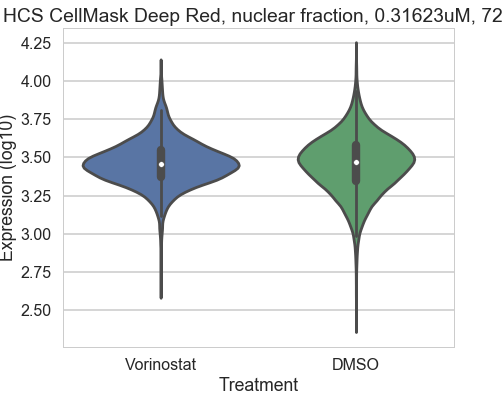 HCS CellMask Deep Red, nuclear fraction, 0.31623uM, 72
4.25
4.00
3.75
3.50
3.25
3.00
2.75
2.50
Expression (log10)
Vorinostat
DMSO
Treatment